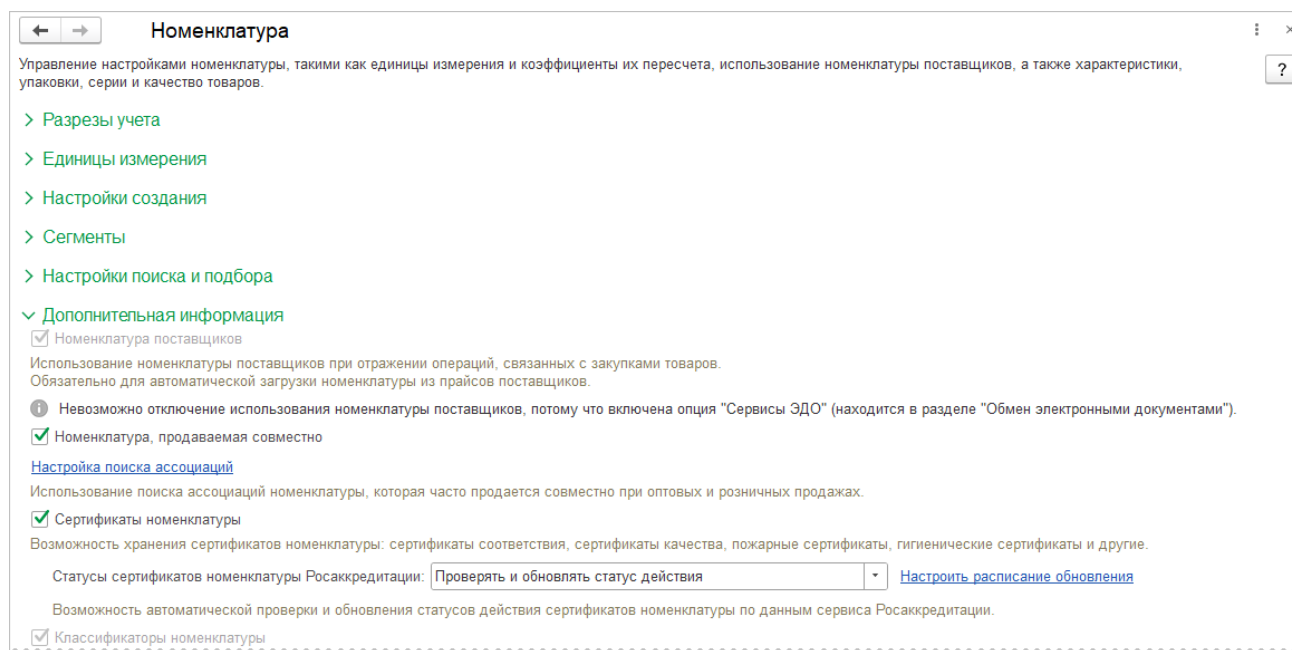 Номенклатура
Управление настройками номенклатуры, такими как единицы измерения и коэффициенты их пересчета, использование номенклатуры поставщиков, а также характеристики,
упаковки, серии и качество товаров.
?
Разрезы учета
Единицы измерения
Настройки создания
Сегменты
Настройки поиска и подбора
Дополнительная информация
Номенклатура поставщиков
Использование номенклатуры поставщиков при отражении операций, связанных с закупками товаров.
Обязательно для автоматической загрузки номенклатуры из прайсов поставщиков.
Невозможно отключение использования номенклатуры поставщиков, потому что включена опция "Сервисы ЭДО" (находится в разделе "Обмен электронными документами").
Номенклатура, продаваемая совместно
Настройка поиска ассоциаций
Использование поиска ассоциаций номенклатуры, которая часто продается совместно при оптовых и розничных продажах.
Сертификаты номенклатуры
Возможность хранения сертификатов номенклатуры: сертификаты соответствия, сертификаты качества, пожарные сертификаты, гигиенические сертификаты и другие.
Статусы сертификатов номенклатуры Росаккредитации: Проверять и обновлять статус действия Настроить расписание обновления
Возможность автоматической проверки и обновления статусов действия сертификатов номенклатуры по данным сервиса Росаккредитации.
Классификаторы номенклатуры